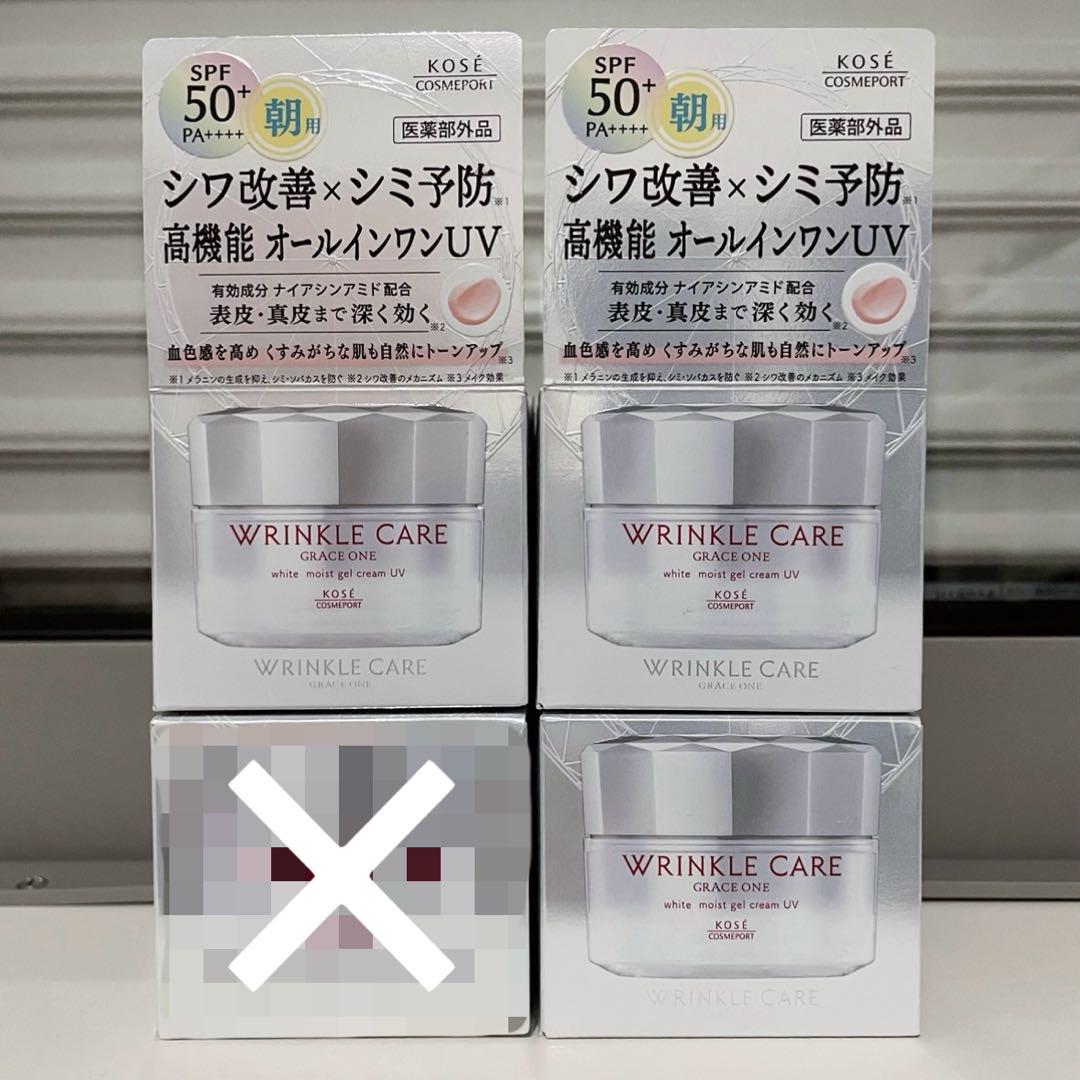 SPF
50+
PA++++
朝用
KOSÉ
COSMEPORT
医薬部外品
シワ改善×シミ予防※1
高機能 オールインワンUV
有効成分 ナイアシンアミド配合
表皮・真皮まで深く効く※2
血色感を高め くすみがちな肌も自然にトーンアップ※3
※1 メラニンの生成を抑え、シミ・ソバカスを防ぐ ※2 シワ改善のメカニズム ※3 メイク効果
WRINKLE CARE
GRACE ONE
white moist gel cream UV
KOSÉ
COSMEPORT
WRINKLE CARE
GRACE ONE
SPF
50+
PA++++
朝用
KOSÉ
COSMEPORT
医薬部外品
シワ改善×シミ予防※1
高機能 オールインワンUV
有効成分 ナイアシンアミド配合
表皮・真皮まで深く効く※2
血色感を高め くすみがちな肌も自然にトーンアップ※3
※1 メラニンの生成を抑え、シミ・ソバカスを防ぐ ※2 シワ改善のメカニズム ※3 メイク効果
WRINKLE CARE
GRACE ONE
white moist gel cream UV
KOSÉ
COSMEPORT
WRINKLE CARE
GRACE ONE
WRINKLE CARE
GRACE ONE
white moist gel cream UV
KOSÉ
COSMEPORT
WRINKLE CARE